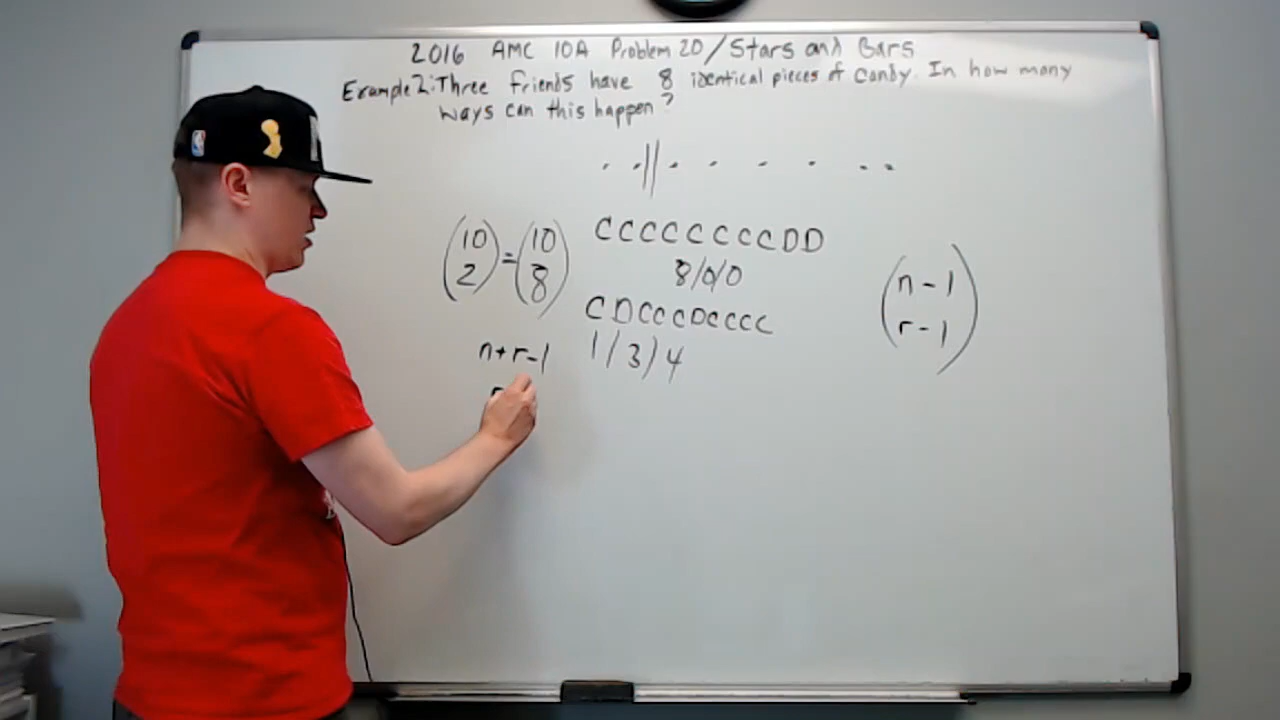 2016 AMC 10A Problem 20/Stars and Bars
Example 2: Three friends have 8 identical pieces of candy. In how many
ways can this happen?
(10 2) = (10 8)
CCCCCCCCDD
8/0/0
CDCCCDCCCC
1/3/4
n+r-1
(n-1 r-1)